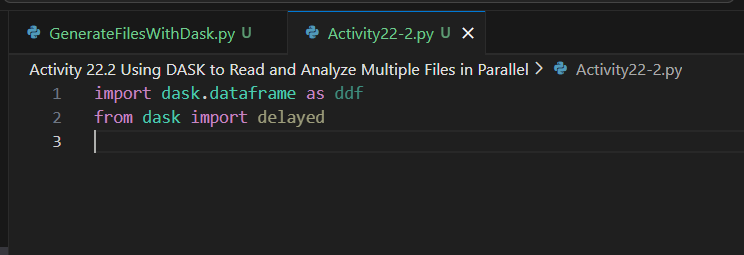 GenerateFilesWithDask.py U
Activity22-2.py U
Activity 22.2 Using DASK to Read and Analyze Multiple Files in Parallel > Activity22-2.py
1 import dask.dataframe as ddf
2 from dask import delayed
3